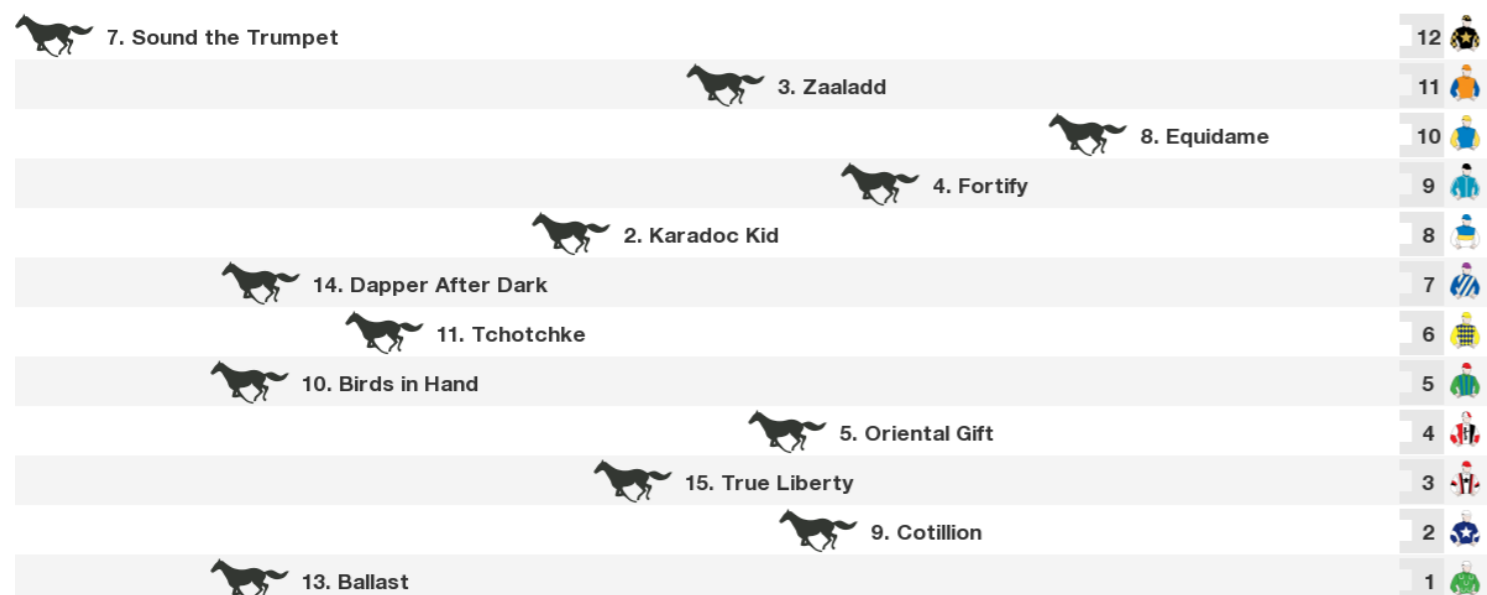 7. Sound the Trumpet 12
3. Zaaladd 11
8. Equidame 10
4. Fortify 9
2. Karadoc Kid 8
14. Dapper After Dark 7
11. Tchotchke 6
10. Birds in Hand 5
5. Oriental Gift 4
15. True Liberty 3
9. Cotillion 2
13. Ballast 1